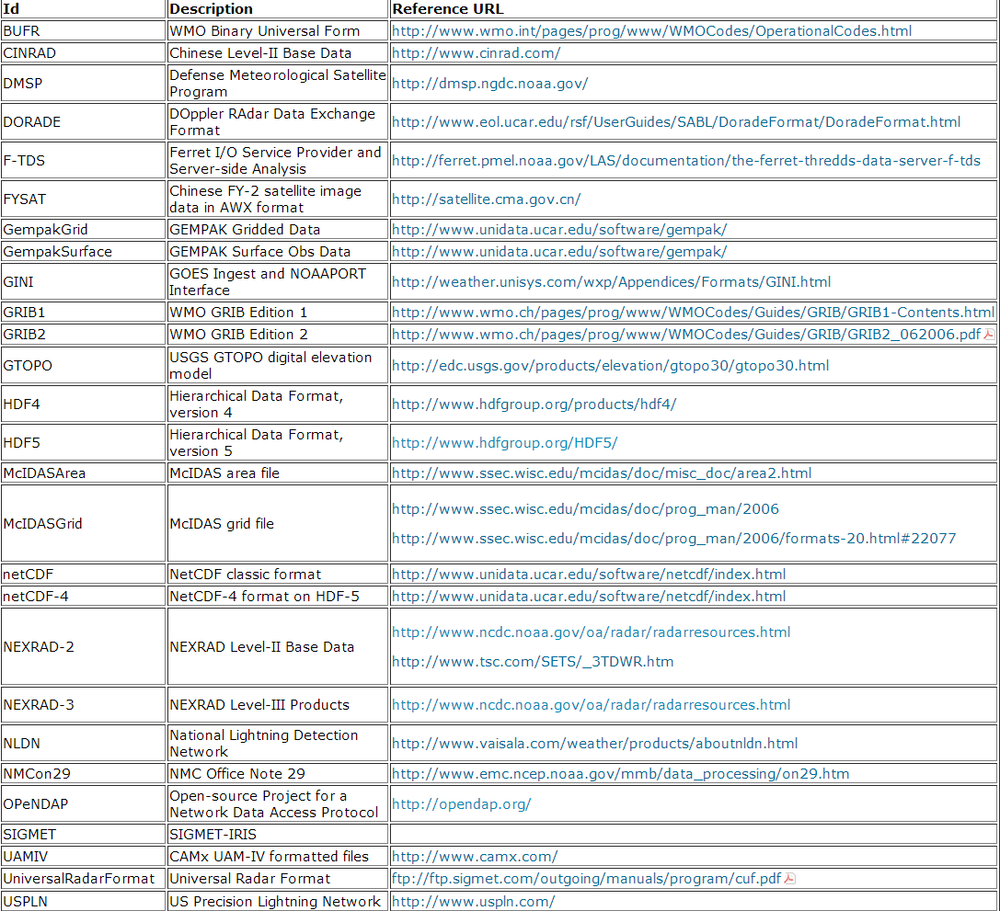 Id Description Reference URL
BUFR WMO Binary Universal Form http://www.wmo.int/pages/prog/www/WMOCodes/OperationalCodes.html
CINRAD Chinese Level-II Base Data http://www.cinrad.com/
DMSP Defense Meteorological Satellite
Program http://dmsp.ngdc.noaa.gov/
DORADE DOppler RAdar Data Exchange
Format http://www.eol.ucar.edu/rsf/UserGuides/SABL/DoradeFormat/DoradeFormat.html
F-TDS Ferret I/O Service Provider and
Server-side Analysis http://ferret.pmel.noaa.gov/LAS/documentation/the-ferret-thredds-data-server-f-tds
FYSAT Chinese FY-2 satellite image
data in AWX format http://satellite.cma.gov.cn/
GempakGrid GEMPAK Gridded Data http://www.unidata.ucar.edu/software/gempak/
GempakSurface GEMPAK Surface Obs Data http://www.unidata.ucar.edu/software/gempak/
GINI GOES Ingest and NOAAPORT
Interface http://weather.unisys.com/wxp/Appendices/Formats/GINI.html
GRIB1 WMO GRIB Edition 1 http://www.wmo.ch/pages/prog/www/WMOCodes/Guides/GRIB/GRIB1-Contents.html
GRIB2 WMO GRIB Edition 2 http://www.wmo.ch/pages/prog/www/WMOCodes/Guides/GRIB/GRIB2_062006.pdf
GTOPO USGS GTOPO digital elevation
model http://edc.usgs.gov/products/elevation/gtopo30/gtopo30.html
HDF4 Hierarchical Data Format,
version 4 http://www.hdfgroup.org/products/hdf4/
HDF5 Hierarchical Data Format,
version 5 http://www.hdfgroup.org/HDF5/
McIDASArea McIDAS area file http://www.ssec.wisc.edu/mcidas/doc/misc_doc/area2.html
McIDASGrid McIDAS grid file http://www.ssec.wisc.edu/mcidas/doc/prog_man/2006
http://www.ssec.wisc.edu/mcidas/doc/prog_man/2006/formats-20.html#22077
netCDF NetCDF classic format http://www.unidata.ucar.edu/software/netcdf/index.html
netCDF-4 NetCDF-4 format on HDF-5 http://www.unidata.ucar.edu/software/netcdf/index.html
NEXRAD-2 NEXRAD Level-II Base Data http://www.ncdc.noaa.gov/oa/radar/radarresources.html
http://www.tsc.com/SETS/_3TDWR.htm
NEXRAD-3 NEXRAD Level-III Products http://www.ncdc.noaa.gov/oa/radar/radarresources.html
NLDN National Lightning Detection
Network http://www.vaisala.com/weather/products/aboutnldn.html
NMCon29 NMC Office Note 29 http://www.emc.ncep.noaa.gov/mmb/data_processing/on29.htm
OPeNDAP Open-source Project for a
Network Data Access Protocol http://opendap.org/
SIGMET SIGMET-IRIS
UAMIV CAMx UAM-IV formatted files http://www.camx.com/
UniversalRadarFormat Universal Radar Format ftp://ftp.sigmet.com/outgoing/manuals/program/cuf.pdf
USPLN US Precision Lightning Network http://www.uspln.com/